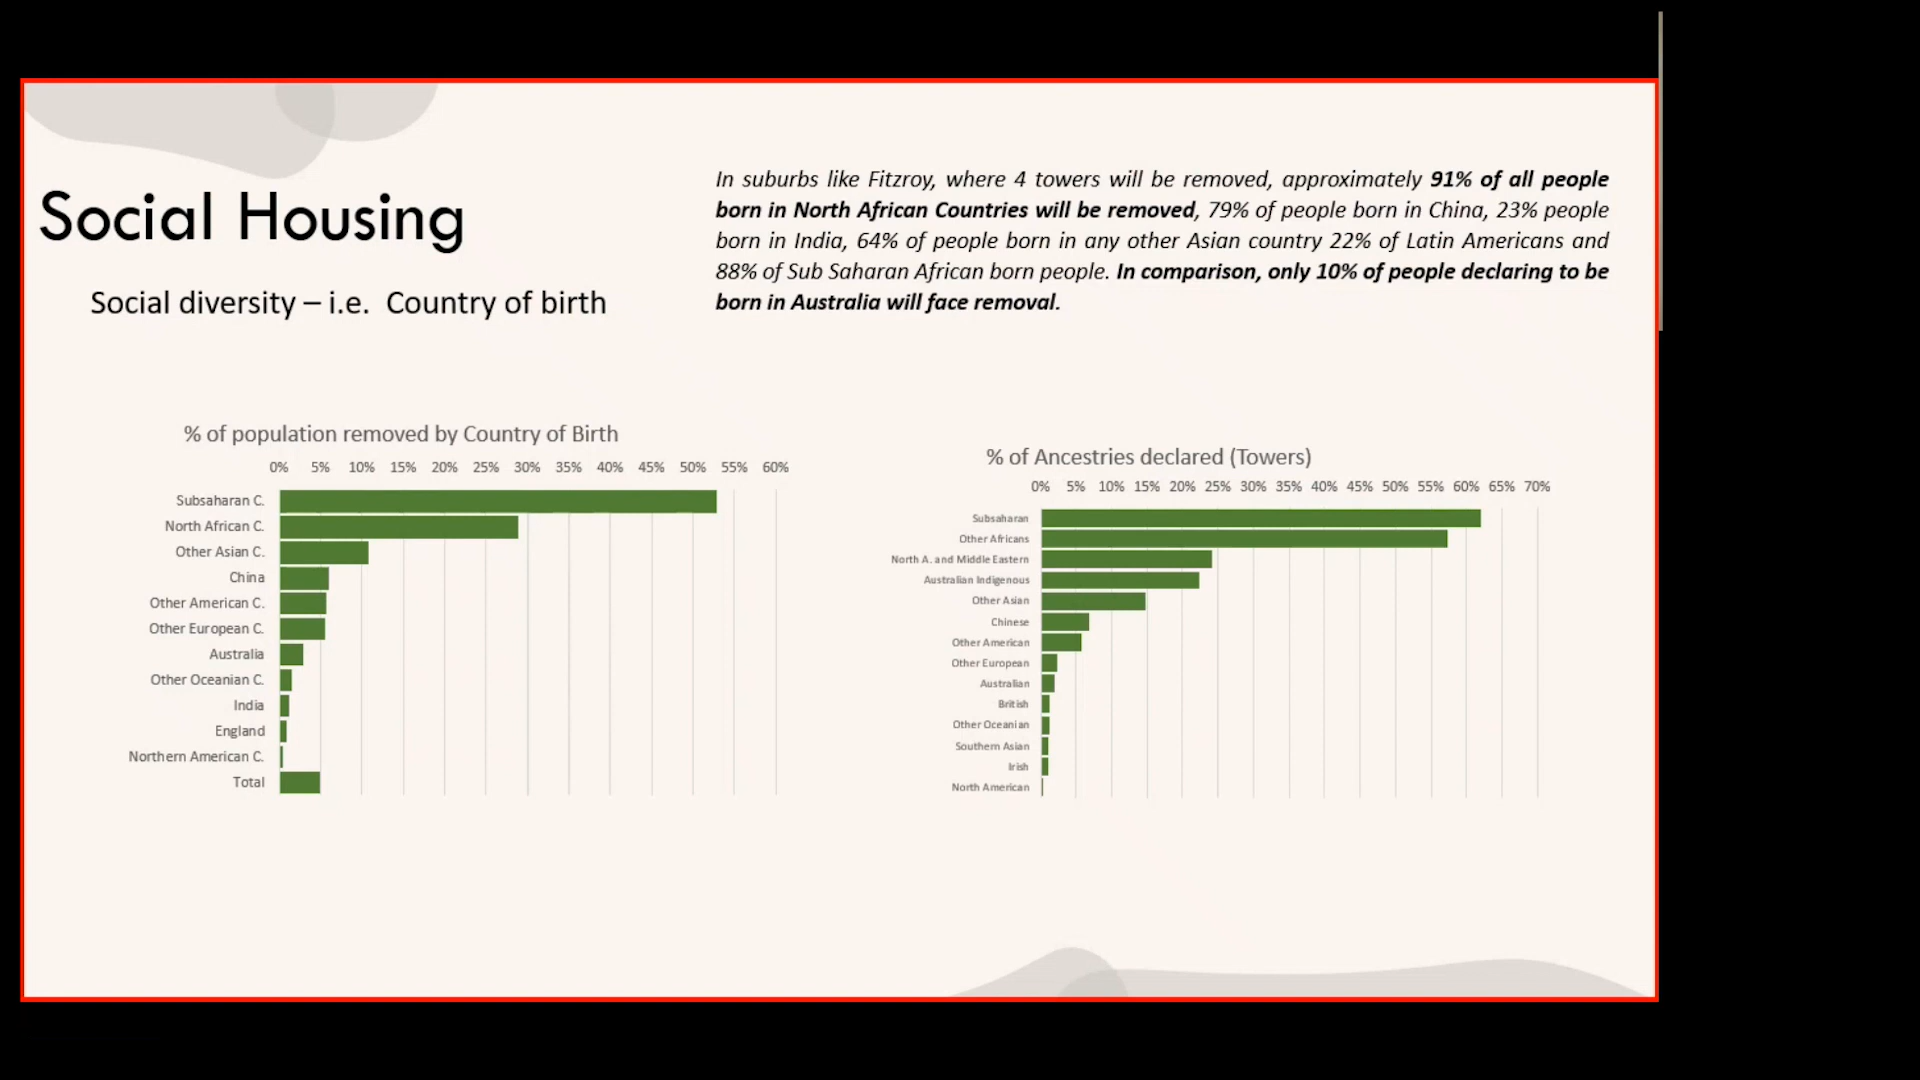 Social Housing
Social diversity – i.e. Country of birth
In suburbs like Fitzroy, where 4 towers will be removed, approximately 91% of all people
born in North African Countries will be removed, 79% of people born in China, 23% people
born in India, 64% of people born in any other Asian country 22% of Latin Americans and
88% of Sub Saharan African born people. In comparison, only 10% of people declaring to be
born in Australia will face removal.
% of population removed by Country of Birth
0% 5% 10% 15% 20% 25% 30% 35% 40% 45% 50% 55% 60%
Subsaharan C.
North African C.
Other Asian C.
China
Other American C.
Other European C.
Australia
Other Oceanian C.
India
England
Northern American C.
Total
% of Ancestries declared (Towers)
0% 5% 10% 15% 20% 25% 30% 35% 40% 45% 50% 55% 60% 65% 70%
Subsaharan
Other Africans
North A. and Middle Eastern
Australian Indigenous
Other Asian
Chinese
Other American
Other European
Australian
British
Other Oceanian
Southern Asian
Irish
North American